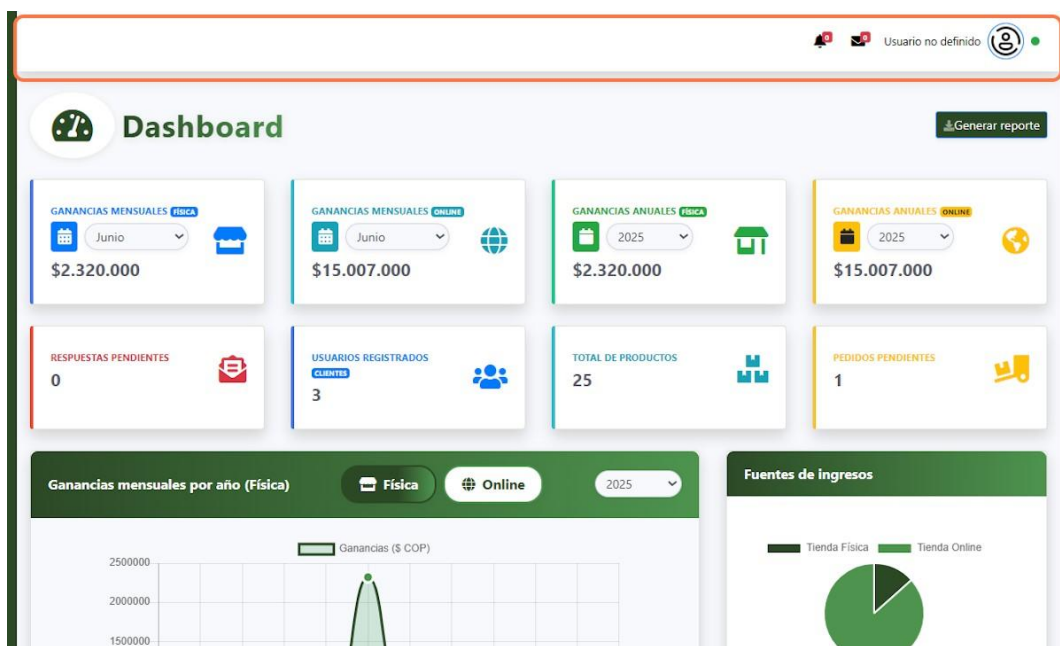 0 0 Usuario no definido
Dashboard
Generar reporte
GANANCIAS MENSUALES FÍSICA
Junio
$2.320.000
GANANCIAS MENSUALES ONLINE
Junio
$15.007.000
GANANCIAS ANUALES FÍSICA
2025
$2.320.000
GANANCIAS ANUALES ONLINE
2025
$15.007.000
RESPUESTAS PENDIENTES
0
USUARIOS REGISTRADOS
CLIENTES
3
TOTAL DE PRODUCTOS
25
PEDIDOS PENDIENTES
1
Ganancias mensuales por año (Física) Física Online 2025
Ganancias ($ COP)
2500000
2000000
1500000
Fuentes de ingresos
Tienda Física Tienda Online